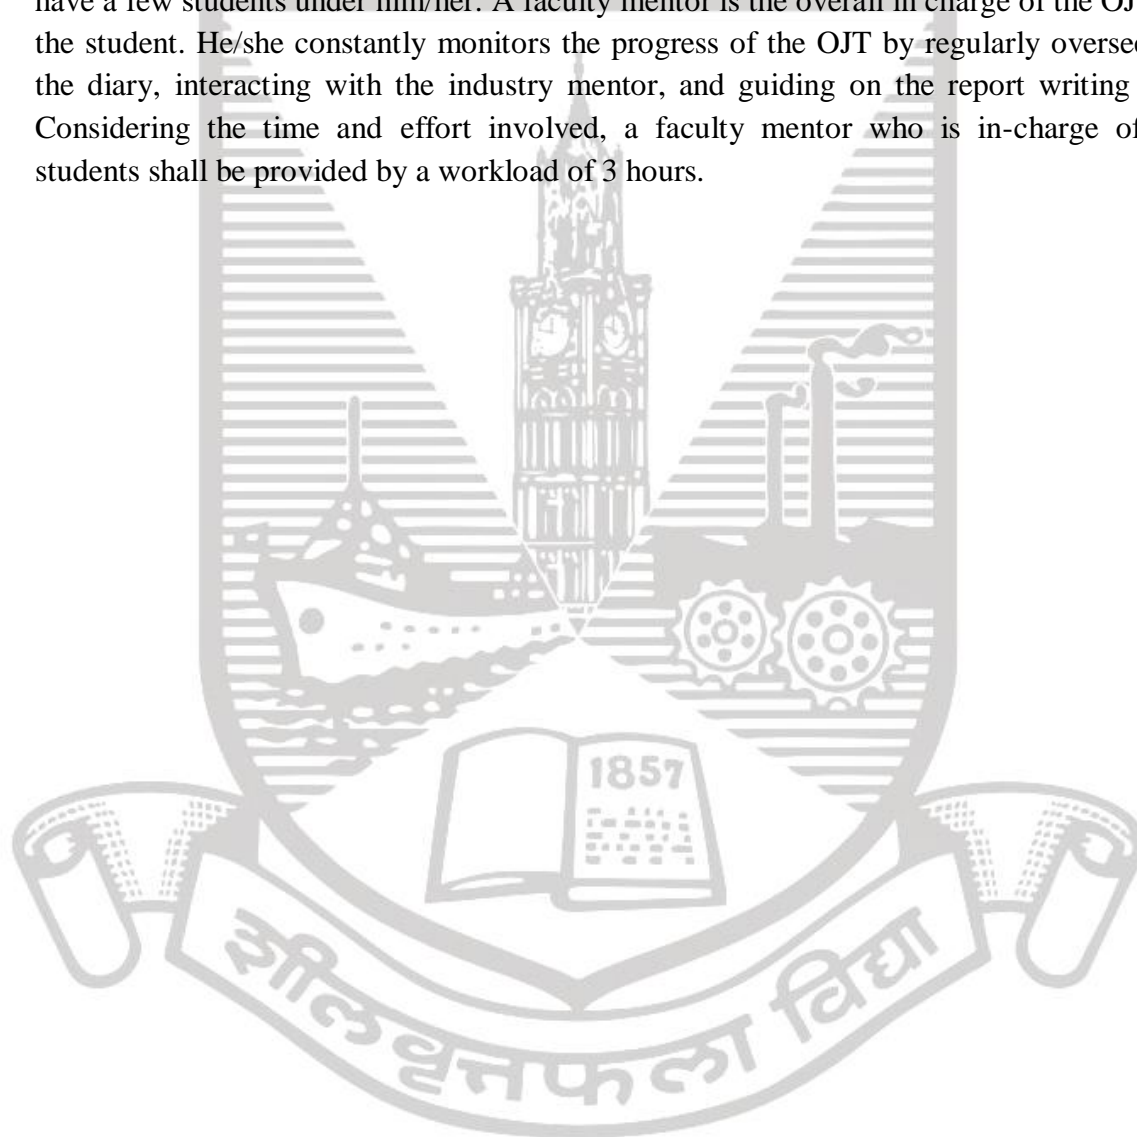 have a few students under him/her. A faculty mentor is the overall in charge of the OJ
the student. He/she constantly monitors the progress of the OJT by regularly oversee
the diary, interacting with the industry mentor, and guiding on the report writing
Considering the time and effort involved, a faculty mentor who is in-charge of
students shall be provided by a workload of 3 hours.
1857
शीलवृत्तफला विद्या